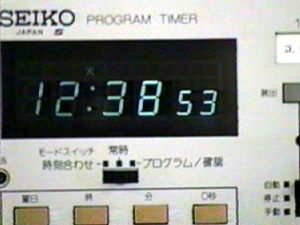 SEIKO PROGRAM TIMER
JAPAN S
火
12:38 53
モードスイッチ 常時
時刻合わせ プログラム/確認
曜日 時 分 0秒
自動
停止
手動